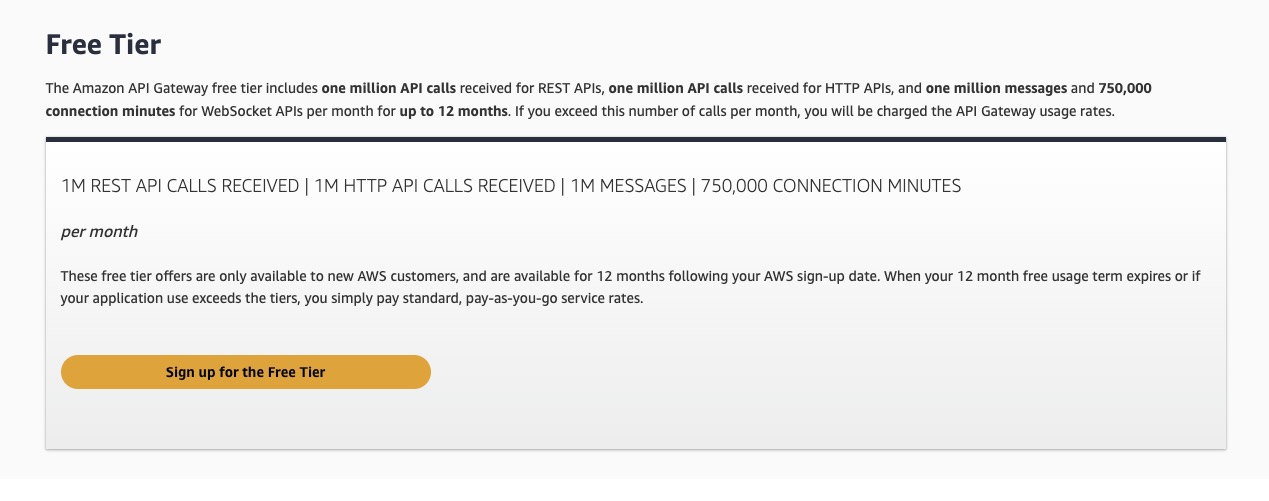 Free Tier
The Amazon API Gateway free tier includes one million API calls received for REST APIs, one million API calls received for HTTP APIs, and one million messages and 750,000
connection minutes for WebSocket APIs per month for up to 12 months. If you exceed this number of calls per month, you will be charged the API Gateway usage rates.
1M REST API CALLS RECEIVED | 1M HTTP API CALLS RECEIVED | 1M MESSAGES | 750,000 CONNECTION MINUTES
per month
These free tier offers are only available to new AWS customers, and are available for 12 months following your AWS sign-up date. When your 12 month free usage term expires or if
your application use exceeds the tiers, you simply pay standard, pay-as-you-go service rates.
Sign up for the Free Tier